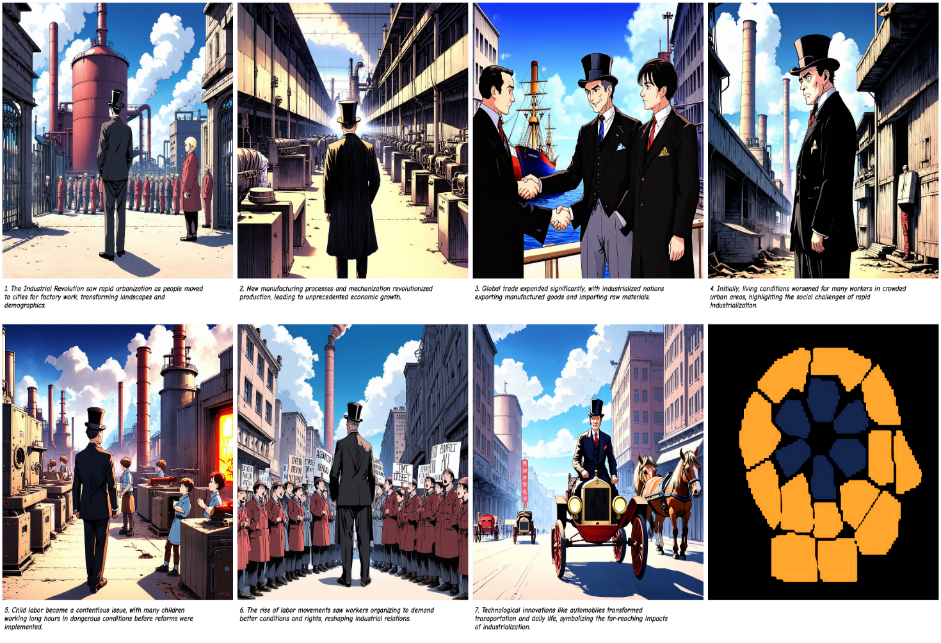 1. The Industrial Revolution saw rapid urbanization as people moved
to cities for factory work, transforming landscapes and
demographics.
2. New manufacturing processes and mechanization revolutionized
production, leading to unprecedented economic growth.
3. Global trade expanded significantly, with industrialized nations
exporting manufactured goods and importing raw materials.
4. Initially, living conditions worsened for many workers in crowded
urban areas, highlighting the social challenges of rapid
industrialization.
5. Child labor became a contentious issue, with many children
working long hours in dangerous conditions before reforms were
implemented.
6. The rise of labor movements saw workers organizing to demand
better conditions and rights, reshaping industrial relations.
7. Technological innovations like automobiles transformed
transportation and daily life, symbolizing the far-reaching impacts
of industrialization.